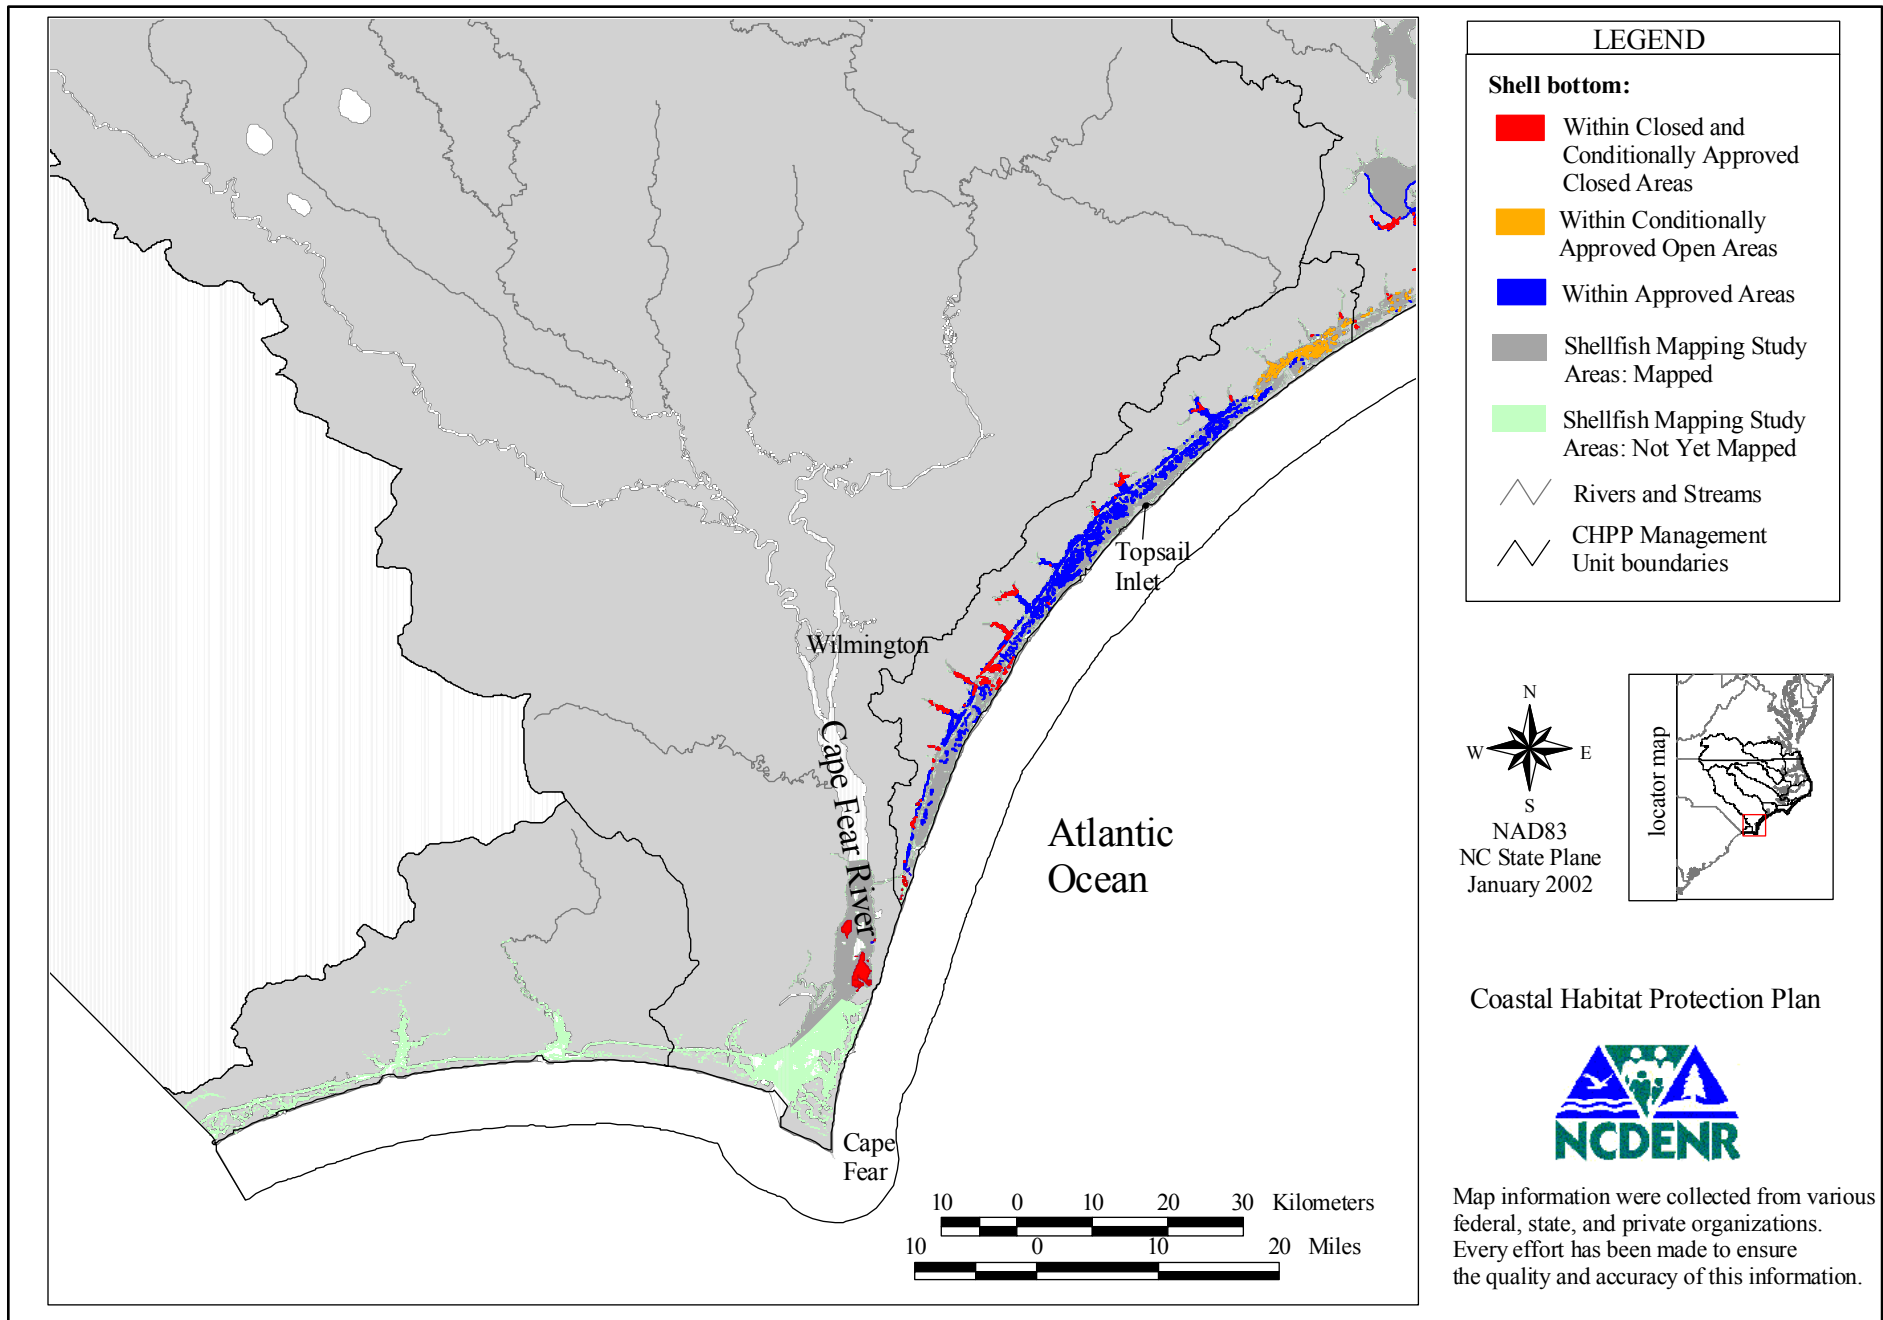 LEGEND
Shell bottom:
Within Closed and
Conditionally Approved
Closed Areas
Within Conditionally
Approved Open Areas
Within Approved Areas
Shellfish Mapping Study
Areas: Mapped
Shellfish Mapping Study
Areas: Not Yet Mapped
Rivers and Streams
CHPP Management
Unit boundaries
Topsail
Inlet
Wilmington
Cape Fear River
Atlantic
Ocean
Cape
Fear
10 0 10 20 30 Kilometers
10 0 10 20 Miles
N
W E
S
NAD83
NC State Plane
January 2002
locator map
Coastal Habitat Protection Plan
NCDENR
Map information were collected from various
federal, state, and private organizations.
Every effort has been made to ensure
the quality and accuracy of this information.